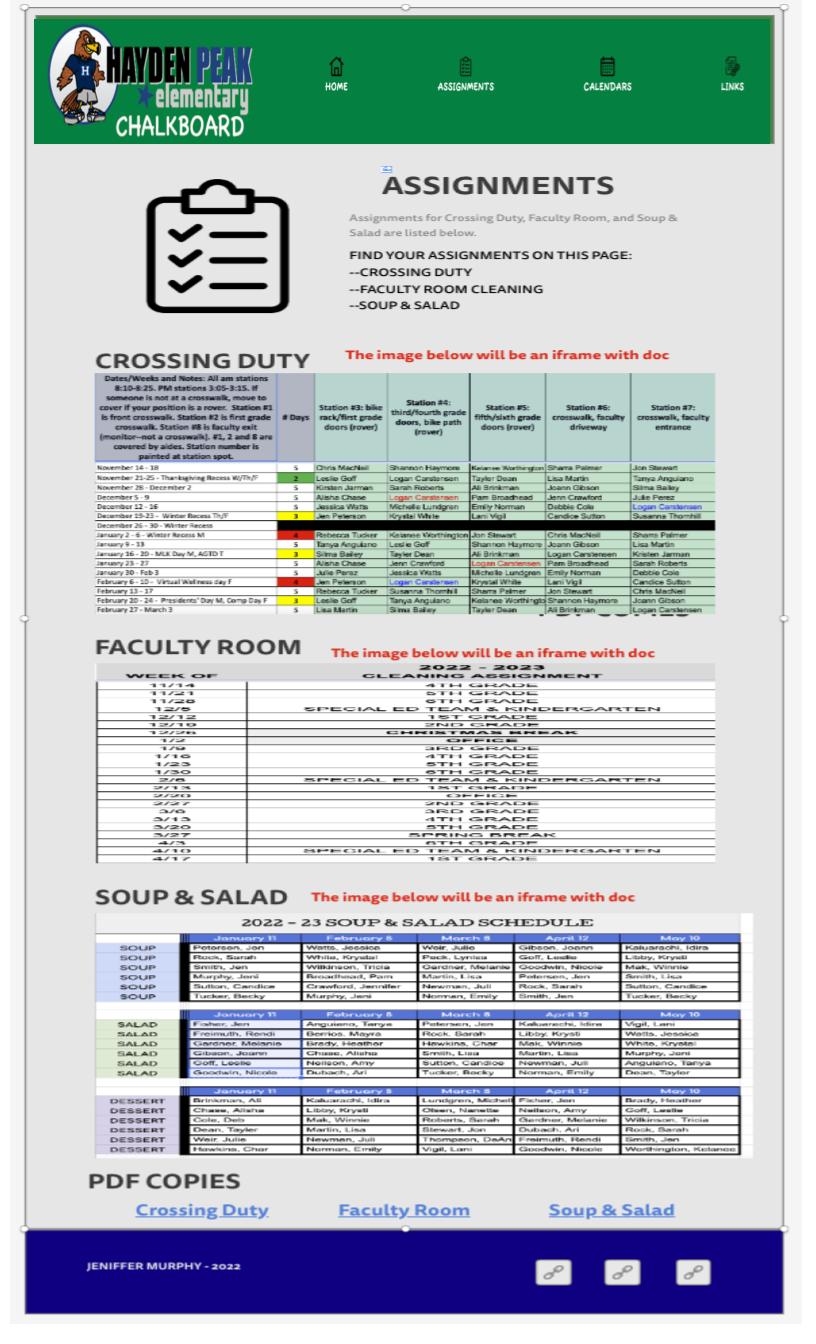 HAYDEN PEAK
elementary
CHALKBOARD
HOME
ASSIGNMENTS
CALENDARS
LINKS
ASSIGNMENTS
Assignments for Crossing Duty, Faculty Room, and Soup &
Salad are listed below.
FIND YOUR ASSIGNMENTS ON THIS PAGE:
--CROSSING DUTY
--FACULTY ROOM CLEANING
--SOUP & SALAD
CROSSING DUTY
The image below will be an iframe with doc
Dates/Weeks and Notes: All am stations
8:10-8:25. PM stations 3:05-3:15. If
someone is not at a crosswalk, move to
cover if your position is a rover. Station #1
is front crosswalk. Station #2 is first grade
crosswalk. Station #8 is faculty exit
(monitor--not a crosswalk). #1, 2 and 8 are
covered by aides. Station number is
painted at station spot.
# Days
Station #3: bike
rack/first grade
doors (rover)
Station #4:
third/fourth grade
doors, bike path
(rover)
Station #5:
fifth/sixth grade
doors (rover)
Station #6:
crosswalk, faculty
driveway
Station #7:
crosswalk, faculty
entrance
November 14 - 18 5 Chris MacNeil Shannon Haymore Kelanee Worthington Sharra Palmer Jon Stewart
November 21-25 - Thanksgiving Recess W/Th/F 2 Leslie Goff Logan Carstensen Tayler Dean Lisa Martin Tanya Anguiano
November 28 - December 2 5 Kirsten Jarman Sarah Roberts Ali Brinkman Joann Gibson Silma Bailey
December 5 - 9 5 Alisha Chase Logan Carstensen Pam Broadhead Jenn Crawford Julie Perez
December 12 - 16 5 Jessica Watts Michelle Lundgren Emily Norman Debbie Cole Logan Carstensen
December 19-23 - Winter Recess Th/F 3 Jen Peterson Krystal White Lani Vigil Candice Sutton Susanna Thornhill
December 26 - 30 - Winter Recess
January 2 - 6 - Winter Recess M 4 Rebecca Tucker Kelanee Worthington Jon Stewart Chris MacNeil Sharra Palmer
January 9 - 13 5 Tanya Anguiano Leslie Goff Shannon Haymore Joann Gibson Lisa Martin
January 16 - 20 - MLK Day M, AGTD T 3 Silma Bailey Tayler Dean Ali Brinkman Logan Carstensen Kristen Jarman
January 23 - 27 5 Alisha Chase Jenn Crawford Logan Carstensen Pam Broadhead Sarah Roberts
January 30 - Feb 3 5 Julie Perez Jessica Watts Michelle Lundgren Emily Norman Debbie Cole
February 6 - 10 - Virtual Wellness day F 4 Jen Peterson Logan Carstensen Krystal White Lani Vigil Candice Sutton
February 13 - 17 5 Rebecca Tucker Susanna Thornhill Sharra Palmer Jon Stewart Chris MacNeil
February 20 - 24 - Presidents' Day M, Comp Day F 3 Leslie Goff Tanya Anguiano Kelanee Worthingto Shannon Haymore Joann Gibson
February 27 - March 3 5 Lisa Martin Silma Bailey Tayler Dean Ali Brinkman Logan Carstensen
FACULTY ROOM
The image below will be an iframe with doc
2022 - 2023
WEEK OF CLEANING ASSIGNMENT
11/14 4TH GRADE
11/21 5TH GRADE
11/28 6TH GRADE
12/5 SPECIAL ED TEAM & KINDERGARTEN
12/12 1ST GRADE
12/19 2ND GRADE
12/26 CHRISTMAS BREAK
1/2 OFFICE
1/9 3RD GRADE
1/16 4TH GRADE
1/23 5TH GRADE
1/30 6TH GRADE
2/6 SPECIAL ED TEAM & KINDERGARTEN
2/13 1ST GRADE
2/20 OFFICE
2/27 2ND GRADE
3/6 3RD GRADE
3/13 4TH GRADE
3/20 5TH GRADE
3/27 SPRING BREAK
4/3 6TH GRADE
4/10 SPECIAL ED TEAM & KINDERGARTEN
4/17 1ST GRADE
SOUP & SALAD
The image below will be an iframe with doc
2022 - 23 SOUP & SALAD SCHEDULE
January 11 February 8 March 8 April 12 May 10
SOUP Peterson, Jen Watts, Jessica Weir, Julie Gibson, Joann Kaluarachi, Idira
SOUP Rock, Sarah White, Krystal Peck, Lynisa Goff, Leslie Libby, Krysti
SOUP Smith, Jen Wilkinson, Tricia Gardner, Melanie Goodwin, Nicole Mak, Winnie
SOUP Murphy, Jeni Broadhead, Pam Martin, Lisa Petersen, Jen Smith, Lisa
SOUP Sutton, Candice Crawford, Jennifer Newman, Juli Rock, Sarah Sutton, Candice
SOUP Tucker, Becky Murphy, Jeni Norman, Emily Smith, Jen Tucker, Becky
January 11 February 8 March 8 April 12 May 10
SALAD Fisher, Jen Anguiano, Tanya Petersen, Jen Kaluarachi, Idira Vigil, Lani
SALAD Freimuth, Rendi Berrios, Mayra Rock, Sarah Libby, Krysti Watts, Jessica
SALAD Gardner, Melanie Brady, Heather Hawkins, Char Mak, Winnie White, Krystal
SALAD Gibson, Joann Chase, Alisha Smith, Lisa Martin, Lisa Murphy, Jeni
SALAD Goff, Leslie Neilson, Amy Sutton, Candice Newman, Juli Anguiano, Tanya
SALAD Goodwin, Nicole Dubach, Ari Tucker, Becky Norman, Emily Dean, Taylor
January 11 February 8 March 8 April 12 May 10
DESSERT Brinkman, Ali Kaluarachi, Idira Lundgren, Michell Fisher, Jen Brady, Heather
DESSERT Chase, Alisha Libby, Krysti Olsen, Nanette Neilson, Amy Goff, Leslie
DESSERT Cole, Deb Mak, Winnie Roberts, Sarah Gardner, Melanie Wilkinson, Tricia
DESSERT Dean, Tayler Martin, Lisa Stewart, Jon Dubach, Ari Rock, Sarah
DESSERT Weir, Julie Newman, Juli Thompson, DeAn Freimuth, Rendi Smith, Jen
DESSERT Hawkins, Char Norman, Emily Vigil, Lani Goodwin, Nicole Worthington, Kelanee
PDF COPIES
Crossing Duty
Faculty Room
Soup & Salad
JENIFFER MURPHY - 2022